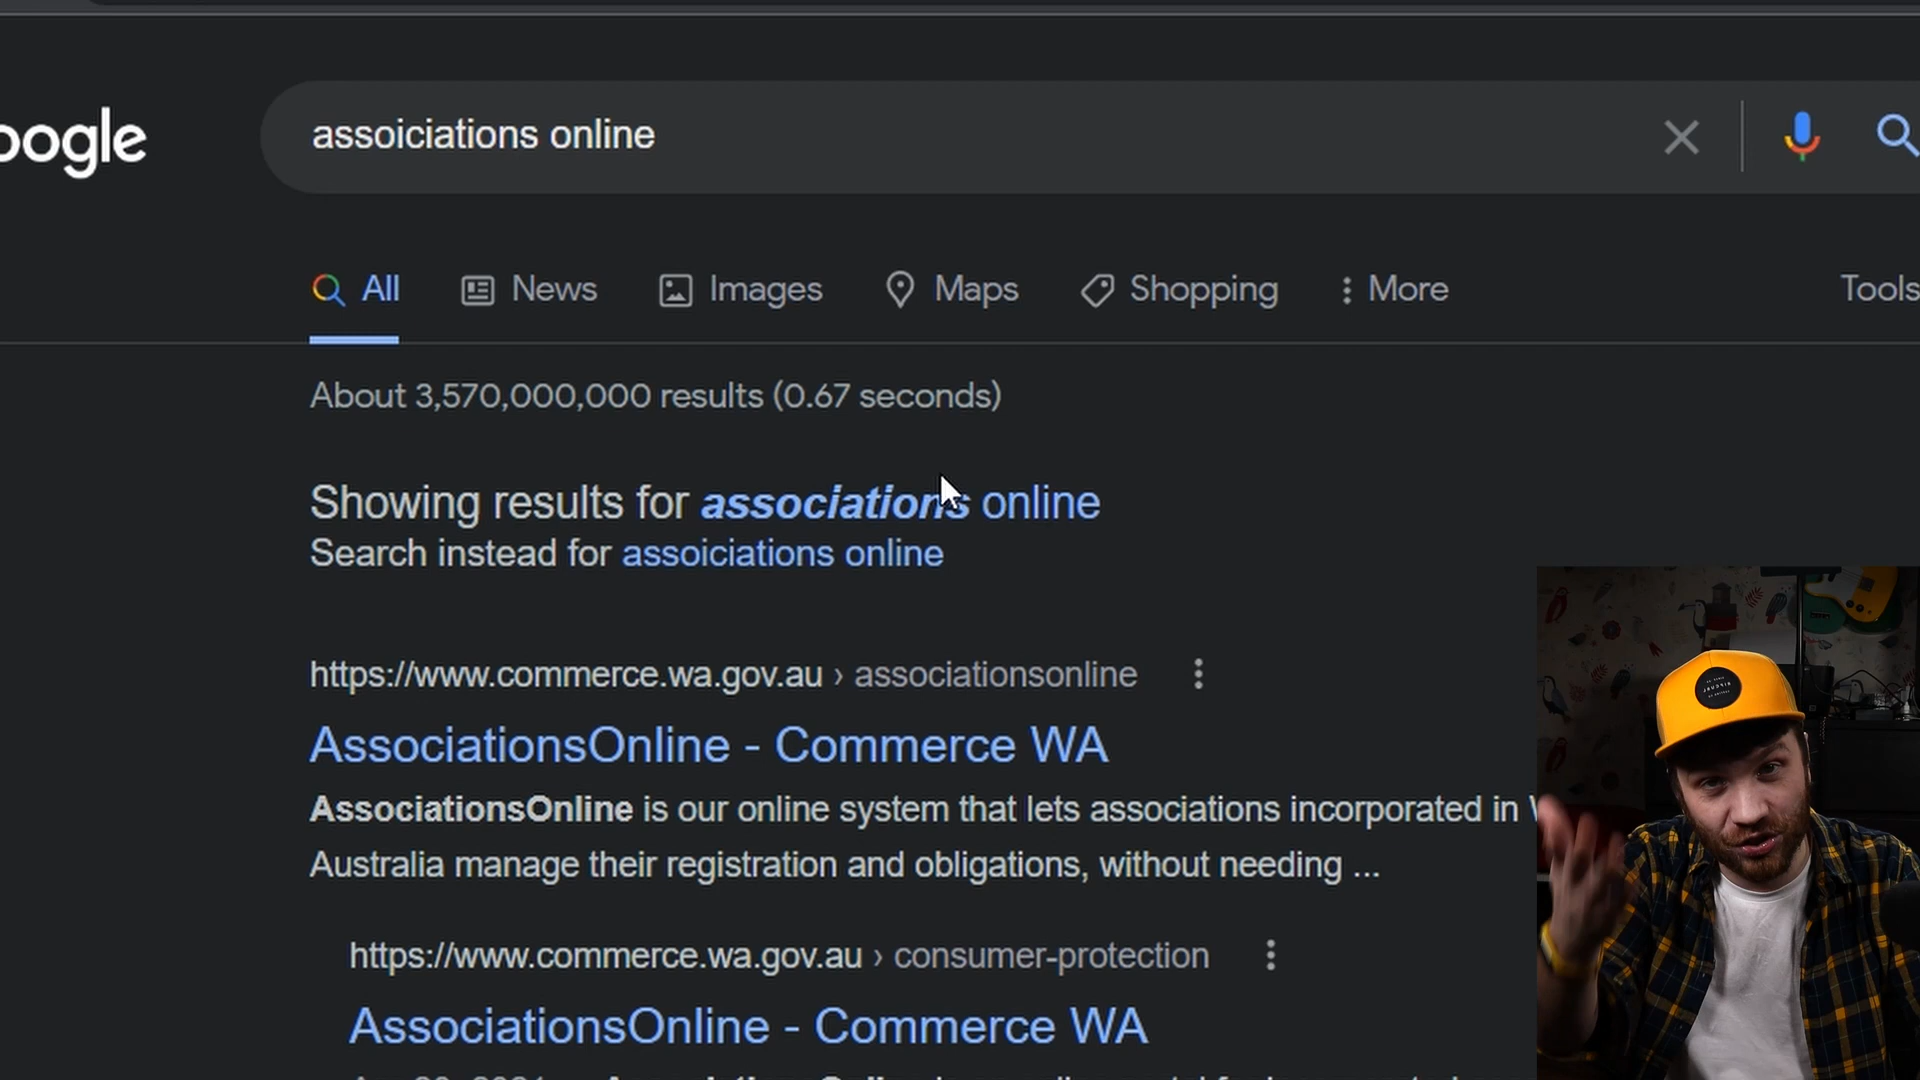 oogle
assoiciations online
All News Images Maps Shopping More Tools
About 3,570,000,000 results (0.67 seconds)
Showing results for associations online
Search instead for assoiciations online
https://www.commerce.wa.gov.au › associationsonline
AssociationsOnline - Commerce WA
AssociationsOnline is our online system that lets associations incorporated in
Australia manage their registration and obligations, without needing ...
https://www.commerce.wa.gov.au › consumer-protection
AssociationsOnline - Commerce WA